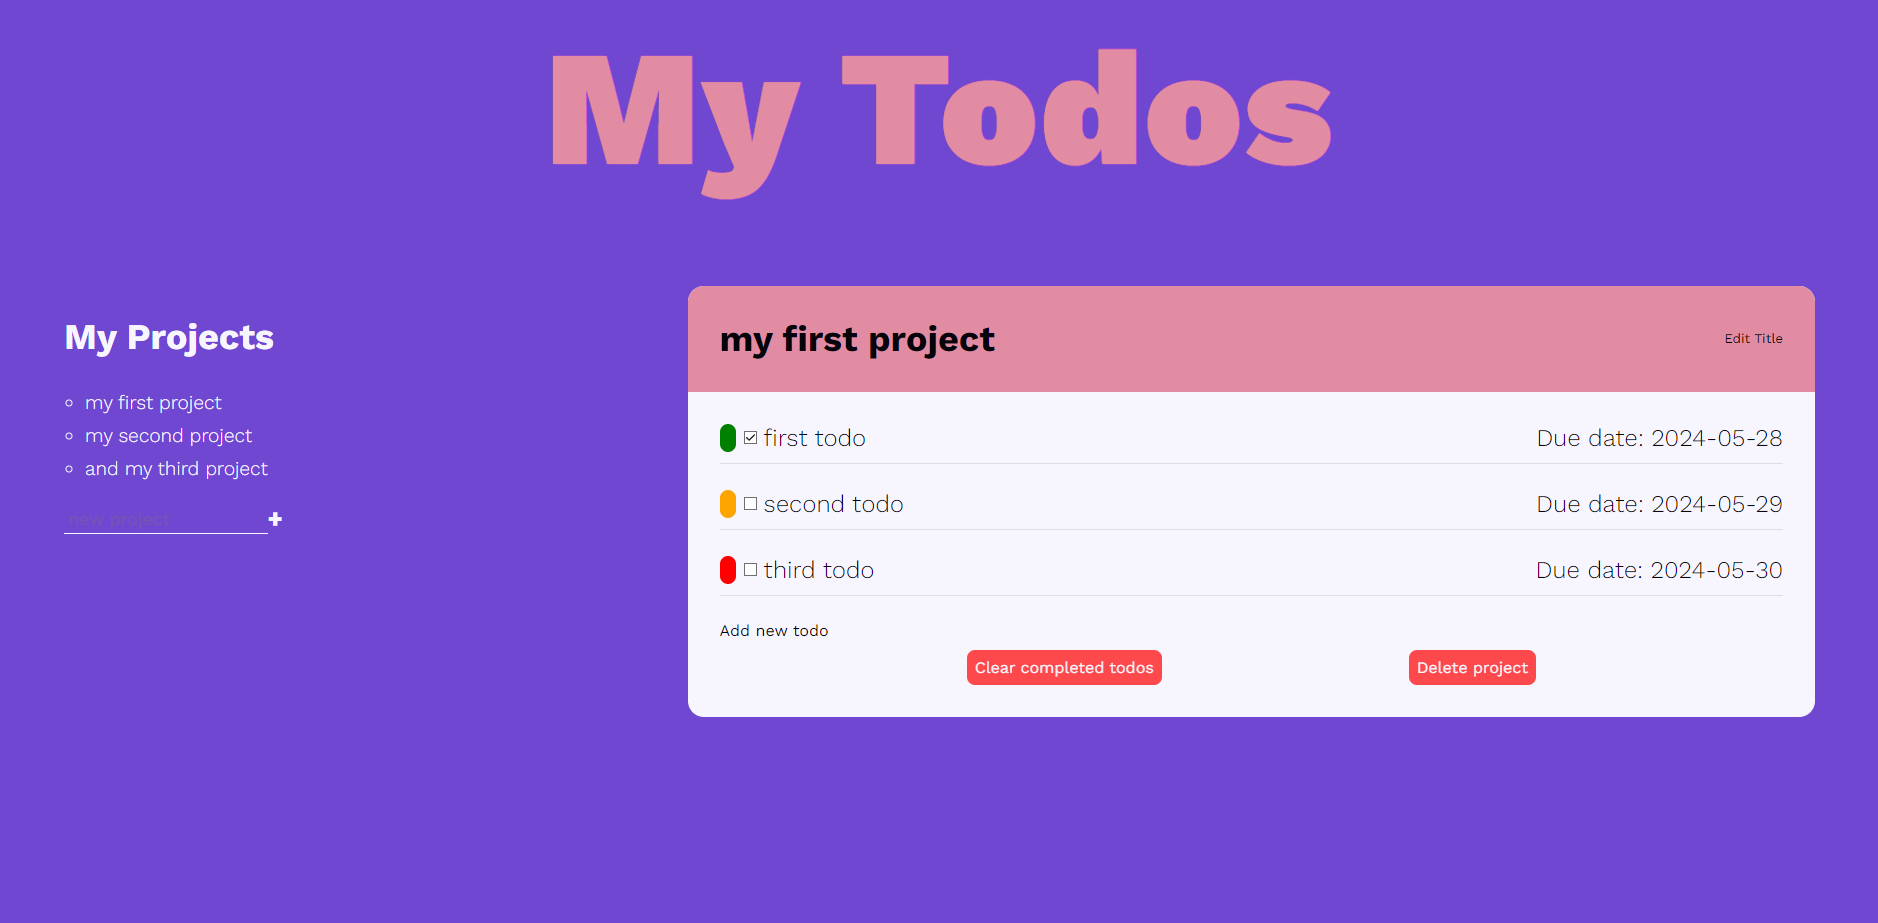 My Todos
My Projects
my first project
my second project
and my third project
new project
+
my first project
Edit Title
first todo Due date: 2024-05-28
second todo Due date: 2024-05-29
third todo Due date: 2024-05-30
Add new todo
Clear completed todos Delete project